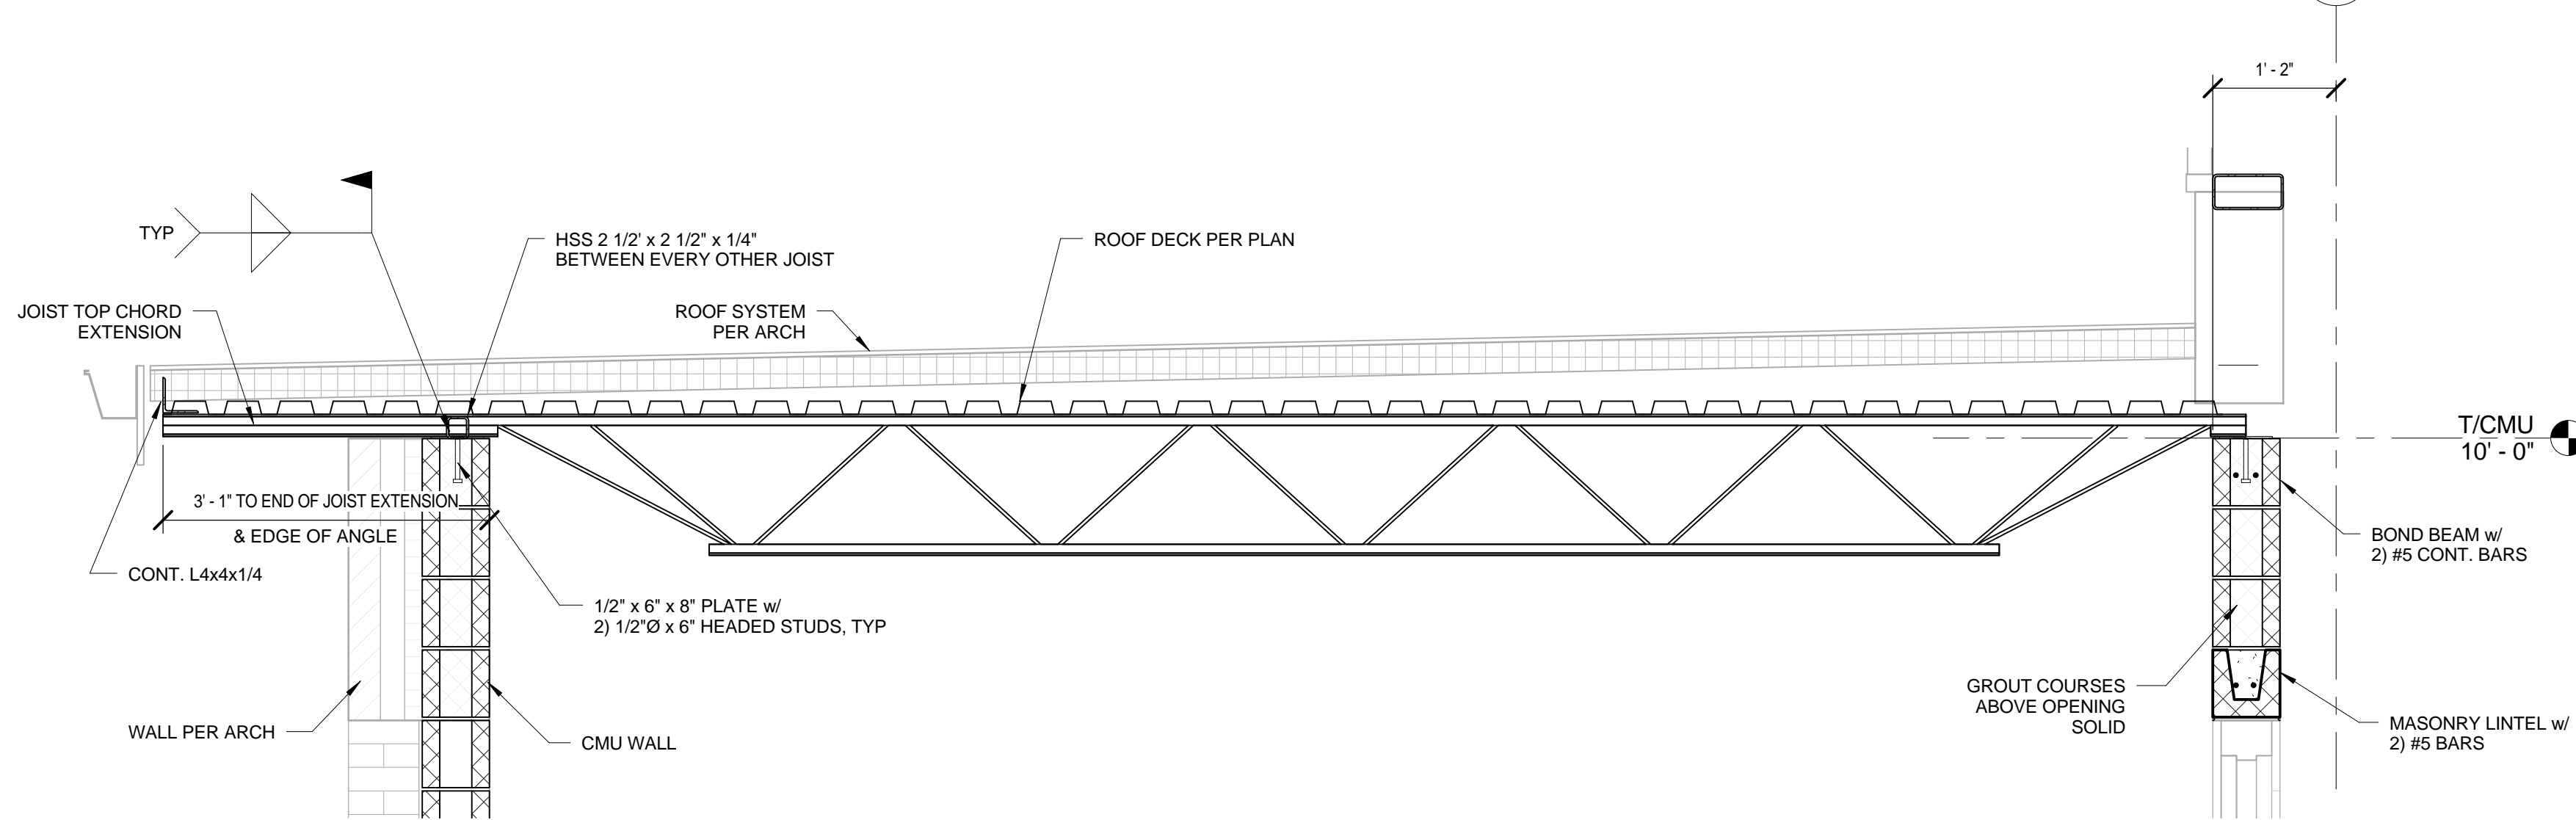 1' - 2"
TYP
HSS 2 1/2' x 2 1/2" x 1/4"
BETWEEN EVERY OTHER JOIST
ROOF DECK PER PLAN
JOIST TOP CHORD
EXTENSION
ROOF SYSTEM
PER ARCH
T/CMU
10' - 0"
3' - 1" TO END OF JOIST EXTENSION
& EDGE OF ANGLE
BOND BEAM w/
2) #5 CONT. BARS
CONT. L4x4x1/4
1/2" x 6" x 8" PLATE w/
2) 1/2"Ø x 6" HEADED STUDS, TYP
GROUT COURSES
ABOVE OPENING
SOLID
WALL PER ARCH
CMU WALL
MASONRY LINTEL w/
2) #5 BARS